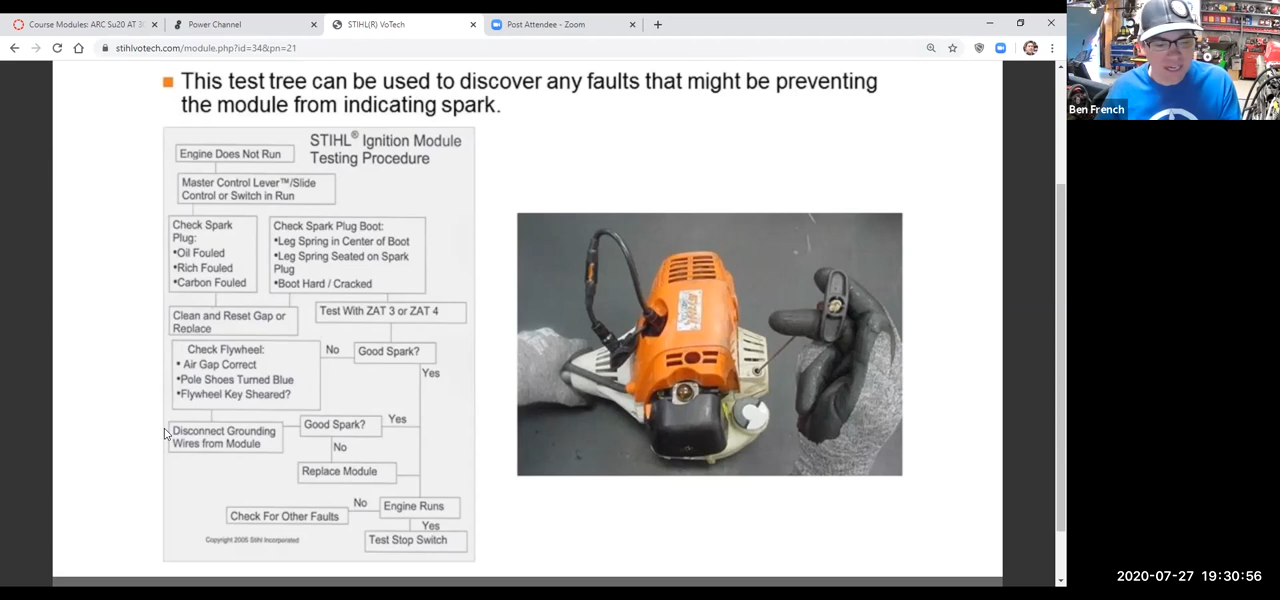 Course Modules: ARC Su20 AT 3
Power Channel
STIHL(R) VoTech
Post Attendee - Zoom
stihlvotech.com/module.php?id=34&pn=21
Ben French
This test tree can be used to discover any faults that might be preventing
the module from indicating spark.
STIHL® Ignition Module
Testing Procedure
Engine Does Not Run
Master Control Lever™/Slide
Control or Switch in Run
Check Spark
Plug:
•Oil Fouled
•Rich Fouled
•Carbon Fouled
Check Spark Plug Boot:
•Leg Spring in Center of Boot
•Leg Spring Seated on Spark
Plug
•Boot Hard / Cracked
Clean and Reset Gap or
Replace
Test With ZAT 3 or ZAT 4
Check Flywheel:
• Air Gap Correct
•Pole Shoes Turned Blue
•Flywheel Key Sheared?
No
Good Spark?
Yes
Disconnect Grounding
Wires from Module
Good Spark?
Yes
No
Replace Module
Engine Runs
No
Check For Other Faults
Yes
Test Stop Switch
Copyright 2005 Stihl Incorporated
2020-07-27 19:30:56